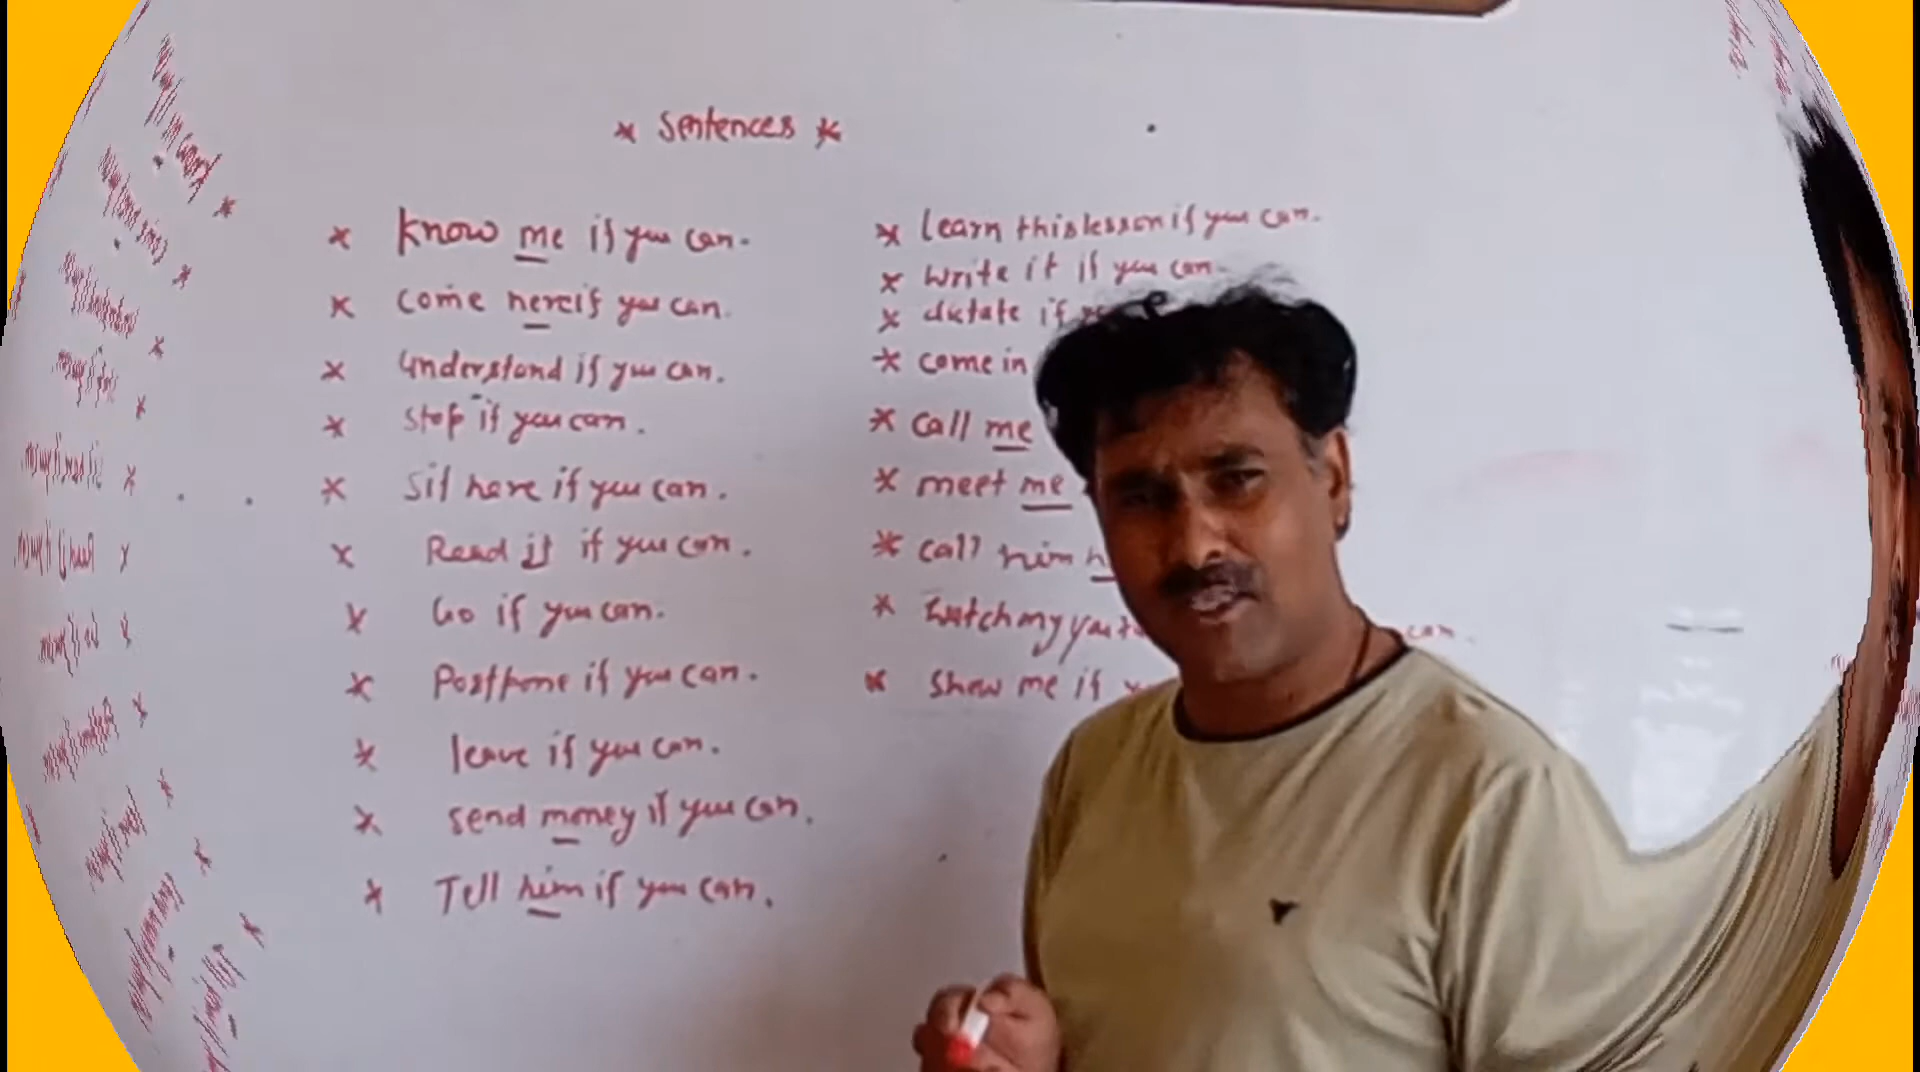 * Sentences *
* Know me if you can.
* Come here if you can.
* Understand if you can.
* Stop if you can.
* Sit here if you can.
* Read it if you can.
* Go if you can.
* Postpone if you can.
* leave if you can.
* send money if you can.
* Tell him if you can.
* learn this lesson if you can.
* write it if you can.
* dictate if
* come in
* call me
* meet me
* call him
* my can.
* show me if